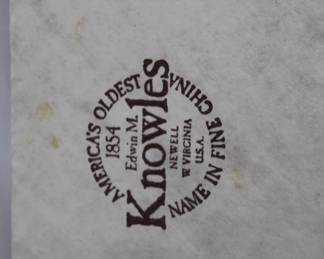 AMERICA'S OLDEST
1854
Edwin M.
Knowles
NEWELL
W VIRGINIA
U.S.A.
NAME IN FINE CHINA